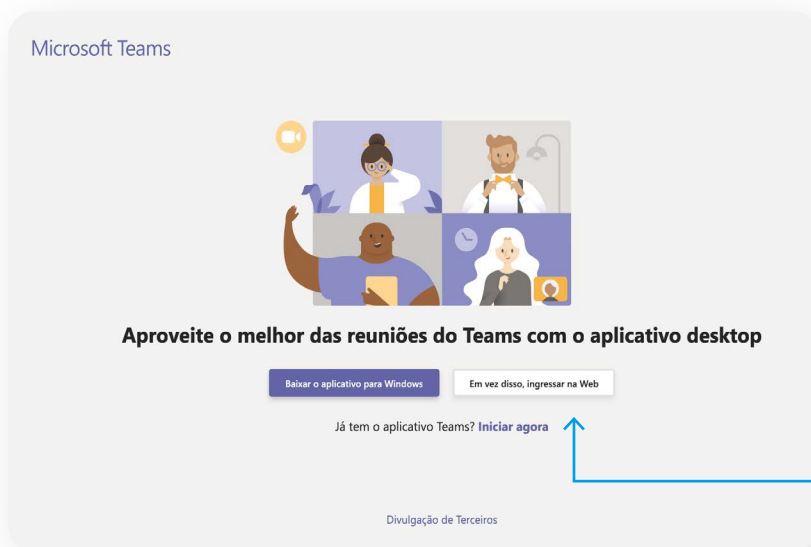 Microsoft Teams
Aproveite o melhor das reuniões do Teams com o aplicativo desktop
Baixar o aplicativo para Windows
Em vez disso, ingressar na Web
Já tem o aplicativo Teams? Iniciar agora
Divulgação de Terceiros